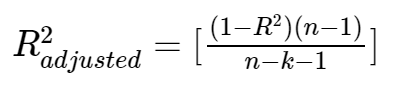 R²adjusted = [(1−R²)(n−1) / n−k−1]